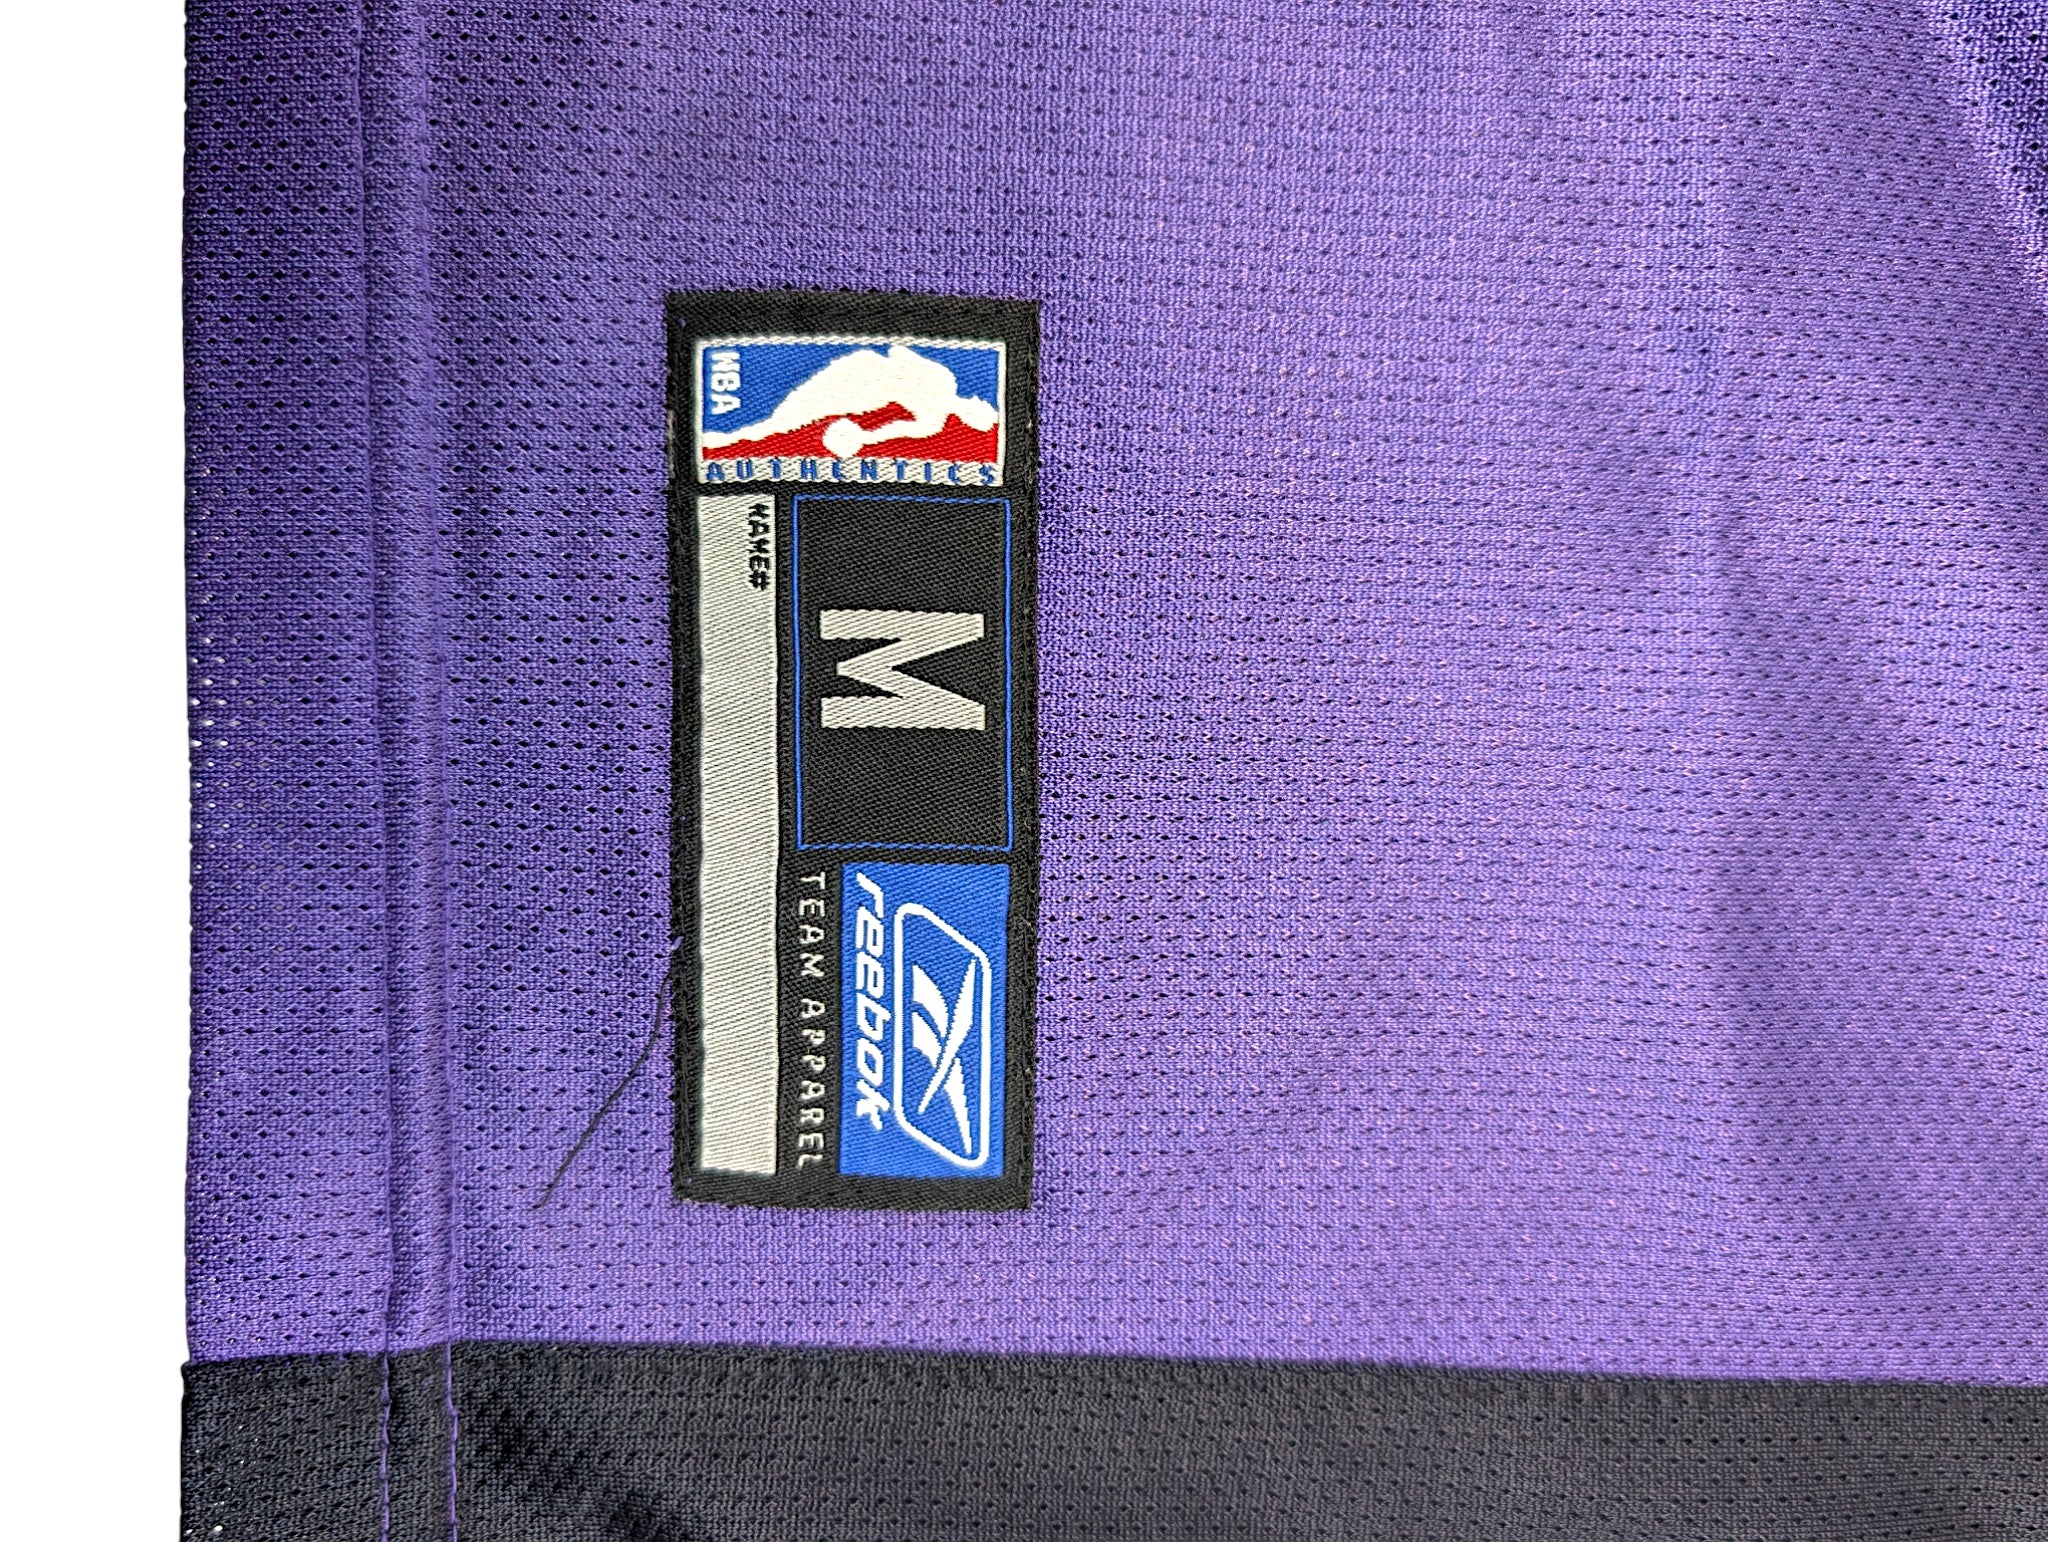 NBA
AUTHENTICS
NAME#
M
reebok
TEAM APPAREL